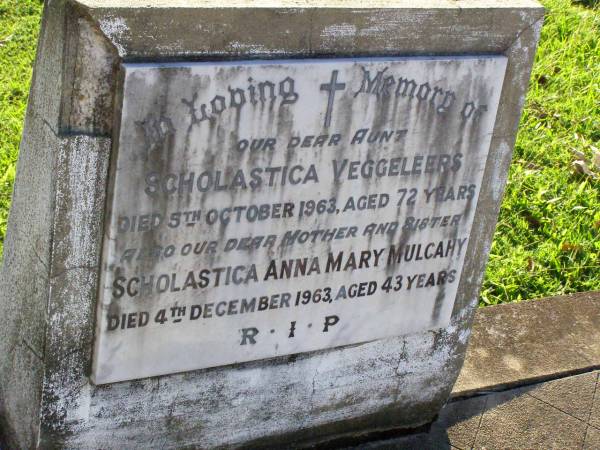 In Loving Memory of
OUR DEAR AUNT
SCHOLASTICA VEGGELEERS
DIED 5TH OCTOBER 1963, AGED 72 YEARS
ALSO OUR DEAR MOTHER AND SISTER
SCHOLASTICA ANNA MARY MULCAHY
DIED 4TH DECEMBER 1963, AGED 43 YEARS
R · I · P